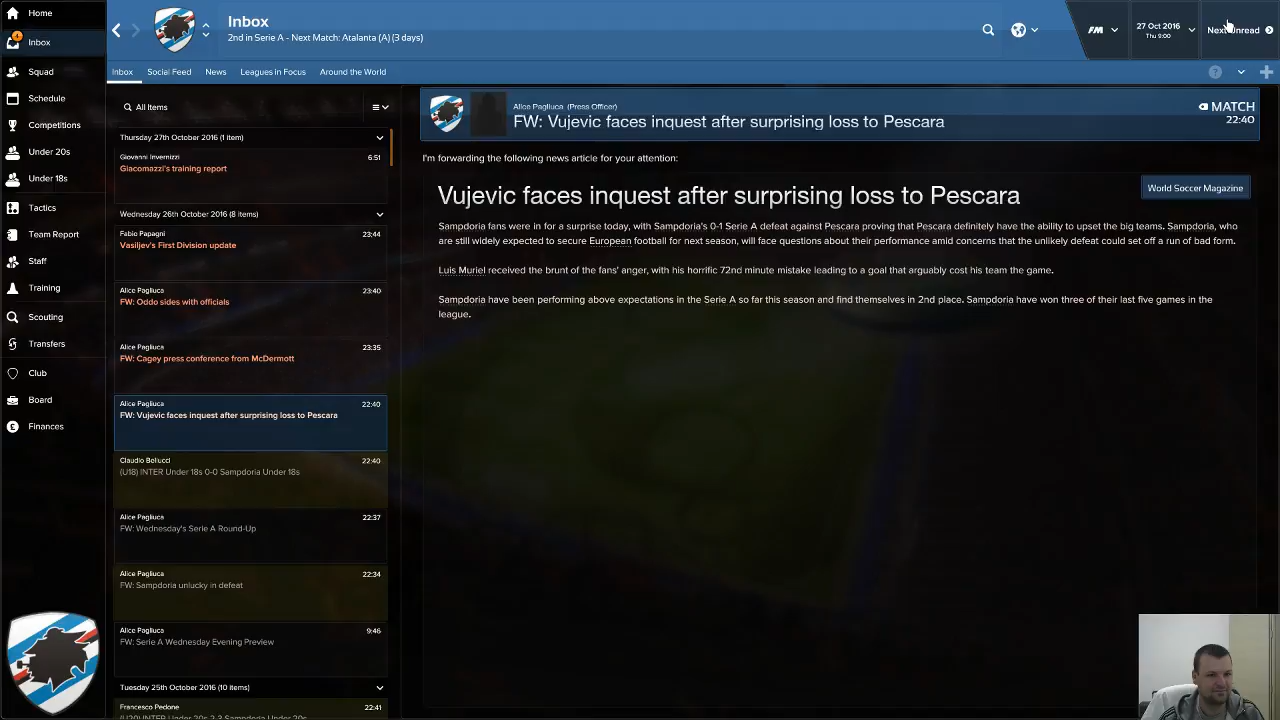 Home
Inbox
2nd in Serie A - Next Match: Atalanta (A) (3 days)
FM
27 Oct 2016
Thu 9:00
Next Unread
4
Inbox
Squad
Schedule
Competitions
Under 20s
Under 18s
Tactics
Team Report
Staff
Training
Scouting
Transfers
Club
Board
Finances
Inbox
Social Feed
News
Leagues in Focus
Around the World
All Items
Thursday 27th October 2016 (1 item)
Giovanni Invernizzi 6:51
Giacomazzi's training report
Wednesday 26th October 2016 (8 items)
Fabio Papagni 23:44
Vasiljev's First Division update
Alice Pagliuca 23:40
FW: Oddo sides with officials
Alice Pagliuca 23:35
FW: Cagey press conference from McDermott
Alice Pagliuca 22:40
FW: Vujevic faces inquest after surprising loss to Pescara
Claudio Bellucci 22:40
(U18) INTER Under 18s 0-0 Sampdoria Under 18s
Alice Pagliuca 22:37
FW: Wednesday's Serie A Round-Up
Alice Pagliuca 22:34
FW: Sampdoria unlucky in defeat
Alice Pagliuca 9:46
FW: Serie A Wednesday Evening Preview
Tuesday 25th October 2016 (10 items)
Francesco Pedone 22:41
(U20) INTER Under 20s 2-3 Sampdoria Under 20s
Alice Pagliuca (Press Officer)
FW: Vujevic faces inquest after surprising loss to Pescara
MATCH
22:40
I'm forwarding the following news article for your attention:
Vujevic faces inquest after surprising loss to Pescara
World Soccer Magazine
Sampdoria fans were in for a surprise today, with Sampdoria's 0-1 Serie A defeat against Pescara proving that Pescara definitely have the ability to upset the big teams. Sampdoria, who
are still widely expected to secure European football for next season, will face questions about their performance amid concerns that the unlikely defeat could set off a run of bad form.
Luis Muriel received the brunt of the fans' anger, with his horrific 72nd minute mistake leading to a goal that arguably cost his team the game.
Sampdoria have been performing above expectations in the Serie A so far this season and find themselves in 2nd place. Sampdoria have won three of their last five games in the
league.